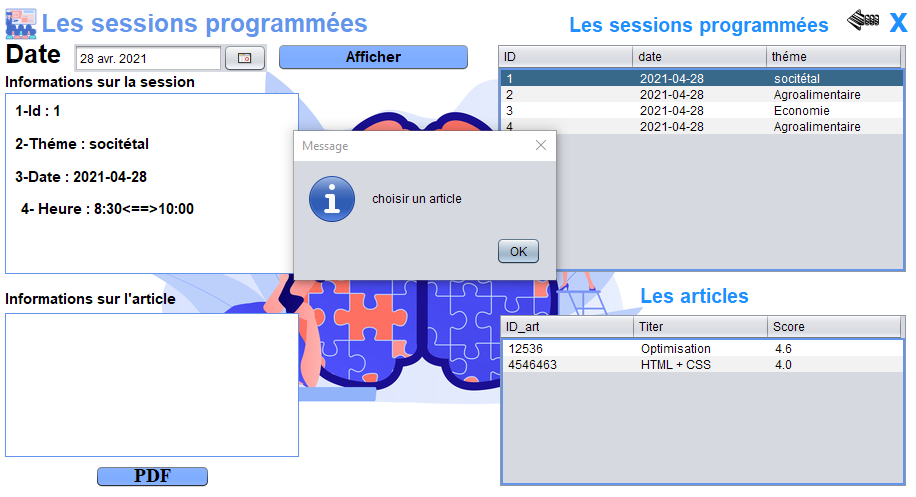 Les sessions programmées
Les sessions programmées
X
Date
28 avr. 2021
Afficher
Informations sur la session
1-Id : 1
2-Théme : socitétal
3-Date : 2021-04-28
4- Heure : 8:30<==>10:00
ID date théme
1 2021-04-28 socitétal
2 2021-04-28 Agroalimentaire
3 2021-04-28 Economie
4 2021-04-28 Agroalimentaire
Message
choisir un article
OK
Informations sur l'article
PDF
Les articles
ID_art Titer Score
12536 Optimisation 4.6
4546463 HTML + CSS 4.0